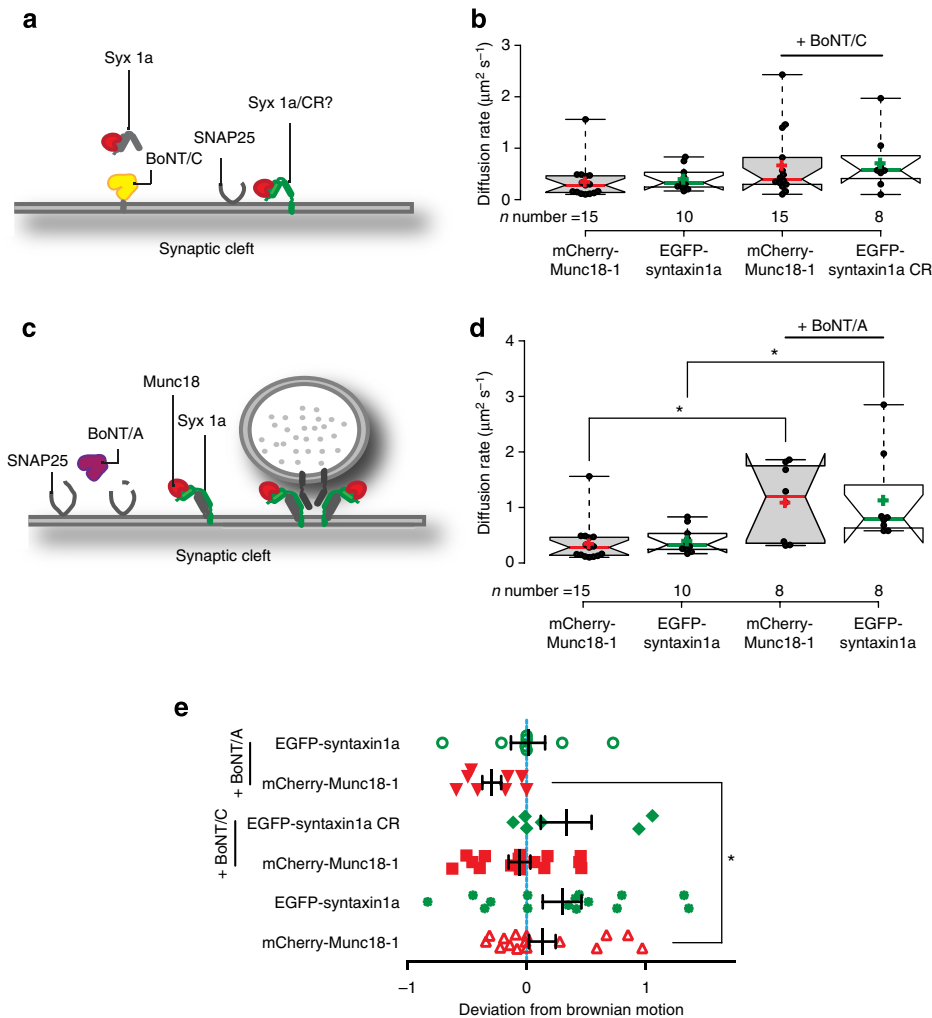 a
Syx 1a
Syx 1a/CR?
SNAP25
BoNT/C
Synaptic cleft
b
+ BoNT/C
Diffusion rate (μm² s⁻¹)
3
2
1
0
n number =15 10 15 8
mCherry-Munc18-1
EGFP-syntaxin1a
mCherry-Munc18-1
EGFP-syntaxin1a CR
c
Munc18
Syx 1a
BoNT/A
SNAP25
Synaptic cleft
d
+ BoNT/A
*
*
Diffusion rate (μm² s⁻¹)
4
3
2
1
0
n number =15 10 8 8
mCherry-Munc18-1
EGFP-syntaxin1a
mCherry-Munc18-1
EGFP-syntaxin1a
e
+ BoNT/A
EGFP-syntaxin1a
mCherry-Munc18-1
+ BoNT/C
EGFP-syntaxin1a CR
mCherry-Munc18-1
EGFP-syntaxin1a
mCherry-Munc18-1
*
−1 0 1
Deviation from brownian motion